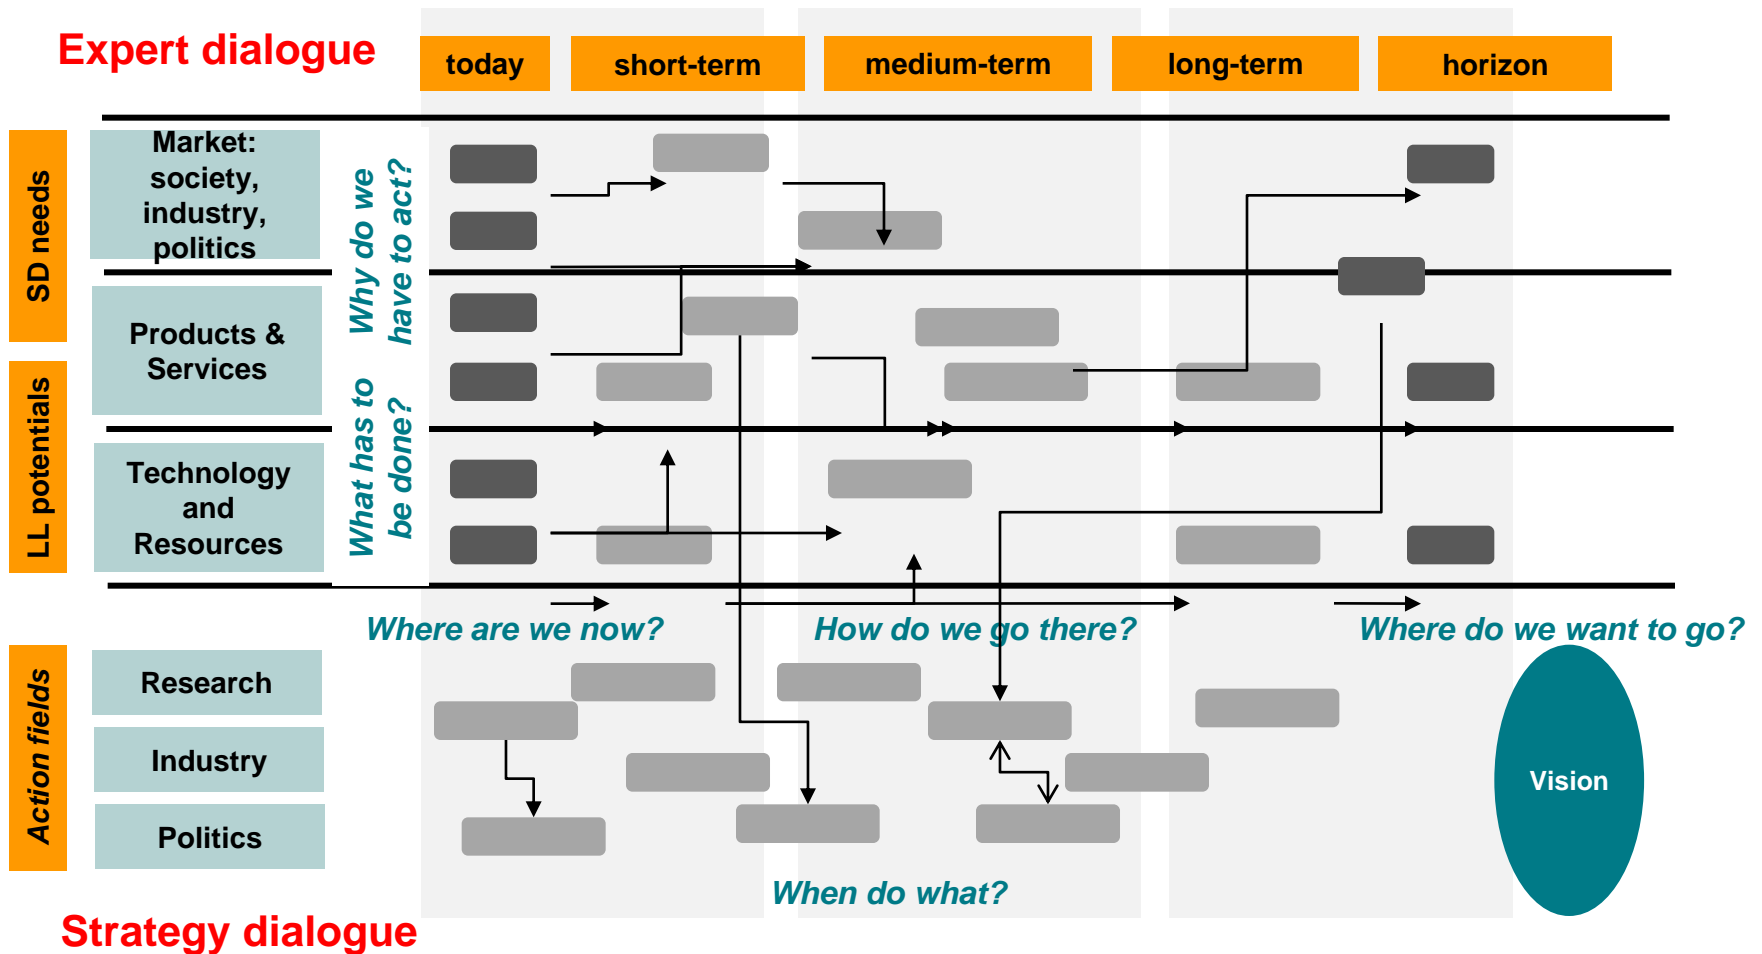 Expert dialogue
today
short-term
medium-term
long-term
horizon
SD needs
Market:
society,
industry,
politics
Why do we
have to act?
Products &
Services
LL potentials
What has to
be done?
Technology
and
Resources
Where are we now?
How do we go there?
Where do we want to go?
Action fields
Research
Industry
Politics
Vision
When do what?
Strategy dialogue